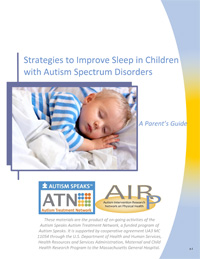 Strategies to Improve Sleep in Children
with Autism Spectrum Disorders
A Parent's Guide
AUTISM SPEAKS™
ATN
Autism Treatment Network
AIR-P
Autism Intervention Research
Network on Physical Health
These materials are the product of on-going activities of the
Autism Speaks Autism Treatment Network, a funded program of
Autism Speaks. It is supported by cooperative agreement UA3 MC
11054 through the U.S. Department of Health and Human Services,
Health Resources and Services Administration, Maternal and Child
Health Research Program to the Massachusetts General Hospital.